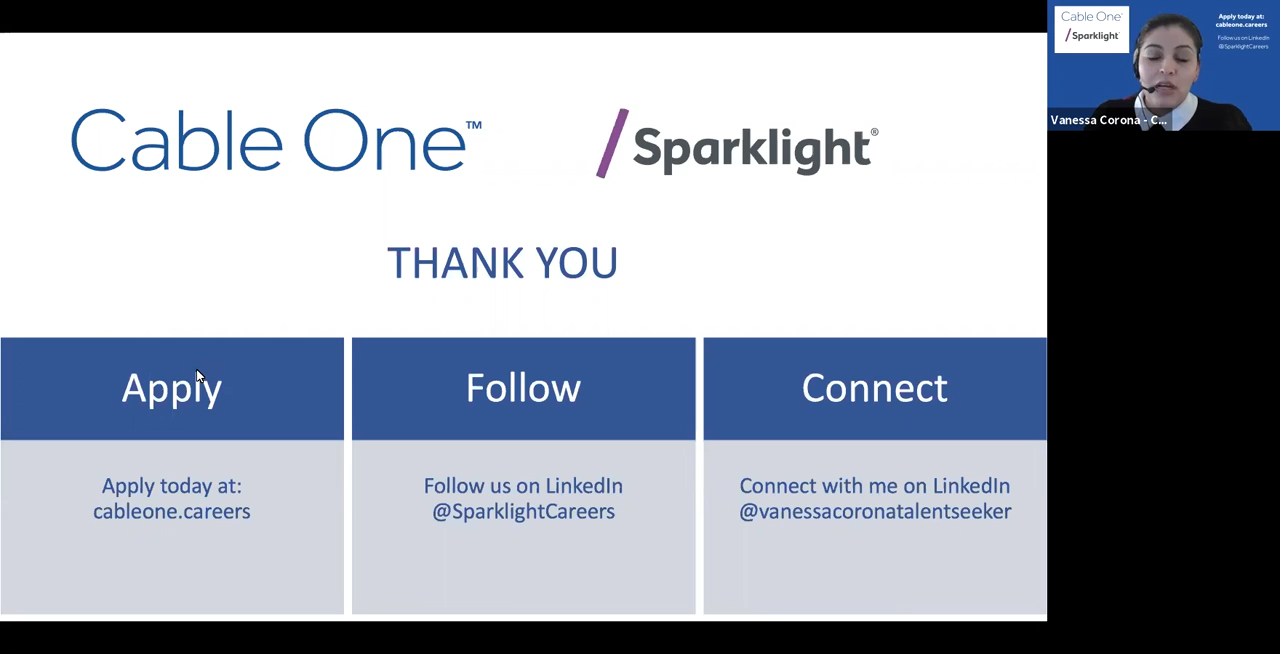 Cable One™
/Sparklight®
THANK YOU
Apply
Apply today at:
cableone.careers
Follow
Follow us on LinkedIn
@SparklightCareers
Connect
Connect with me on LinkedIn
@vanessacoronatalentseeker
Cable One
/Sparklight
Apply today at:
cableone.careers
Follow us on LinkedIn
@SparklightCareers
Vanessa Corona - C...